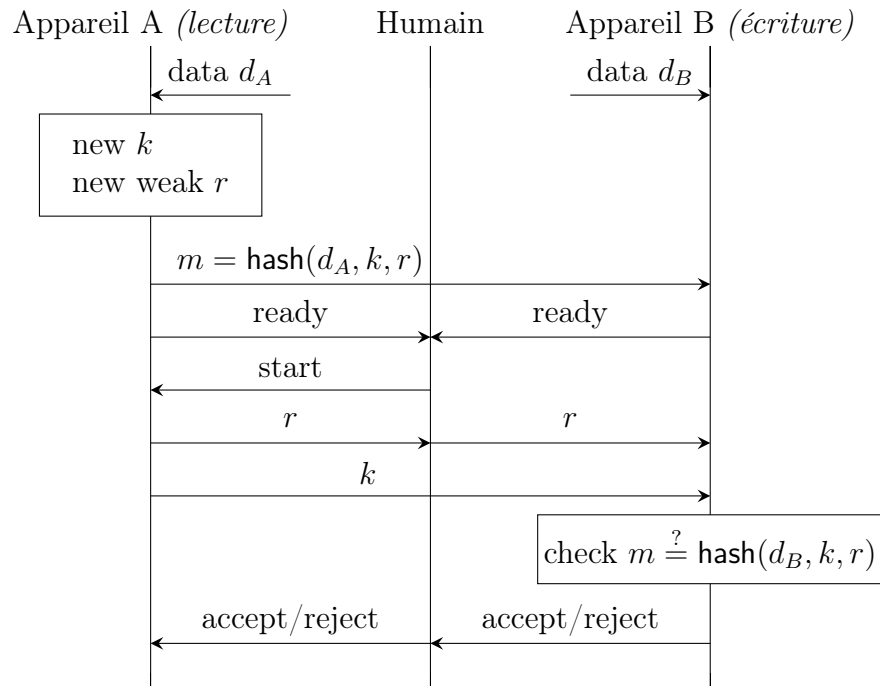 Appareil A (lecture) Humain Appareil B (écriture)
data d_A data d_B
new k
new weak r
m = hash(d_A, k, r)
ready ready
start
r r
k
check m ≟ hash(d_B, k, r)
accept/reject accept/reject